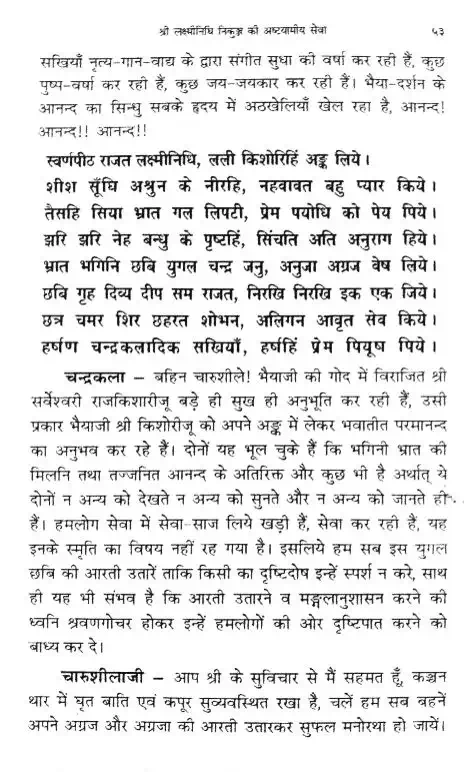 श्री लक्ष्मीनिधि निकुञ्ज की अष्टयामीय सेवा ५३
सखियाँ नृत्य-गान-वाद्य के द्वारा संगीत सुधा की वर्षा कर रही हैं, कुछ
पुष्प-वर्षा कर रही हैं, कुछ जय-जयकार कर रही हैं। भैया-दर्शन के
आनन्द का सिन्धु सबके हृदय में अठखेलियाँ खेल रहा है, आनन्द!
आनन्द!! आनन्द!!
स्वर्णपीठ राजत लक्ष्मीनिधि, लली किशोरिहिं अङ्क लिये।
शीश सूँघि अश्रुन के नीरहि, नहवावत बहु प्यार किये।
तैसहि सिया भ्रात गल लिपटी, प्रेम पयोधि को पेय पिये।
झरि झरि नेह बन्धु के पृष्टहिं, सिंचति अति अनुराग हिये।
भ्रात भगिनि छबि युगल चन्द्र जनु, अनुजा अग्रज वेष लिये।
छबि गृह दिव्य दीप सम राजत, निरखि निरखि इक एक जिये।
छत्र चमर शिर छहरत शोभन, अलिगन आवृत सेव किये।
हर्षण चन्द्रकलादिक सखियाँ, हर्षहिं प्रेम पियूष पिये।
चन्द्रकला – बहिन चारुशीले! भैयाजी की गोद में विराजित श्री
सर्वेश्वरी राजकिशोरीजू बड़े ही सुख ही अनुभूति कर रही हैं, उसी
प्रकार भैयाजी श्री किशोरीजू को अपने अङ्क में लेकर भवातीत परमानन्द
का अनुभव कर रहे हैं। दोनों यह भूल चुके हैं कि भगिनी भ्रात की
मिलनि तथा तज्जनित आनन्द के अतिरिक्त और कुछ भी है अर्थात् ये
दोनों न अन्य को देखते न अन्य को सुनते और न अन्य को जानते ही
हैं। हमलोग सेवा में सेवा-साज लिये खड़ी हैं, सेवा कर रही हैं, यह
इनके स्मृति का विषय नहीं रह गया है। इसलिये हम सब इस युगल
छबि की आरती उतारें ताकि किसी का दृष्टिदोष इन्हें स्पर्श न करे, साथ
ही यह भी संभव है कि आरती उतारने व मङ्गलानुशासन करने की
ध्वनि श्रवणगोचर होकर इन्हें हमलोगों की ओर दृष्टिपात करने को
बाध्य कर दे।
चारुशीलाजी – आप श्री के सुविचार से मैं सहमत हूँ, कञ्चन
थार में घृत बाति एवं कपूर सुव्यवस्थित रखा है, चलें हम सब बहनें
अपने अग्रज और अग्रजा की आरती उतारकर सुफल मनोरथा हो जायें।